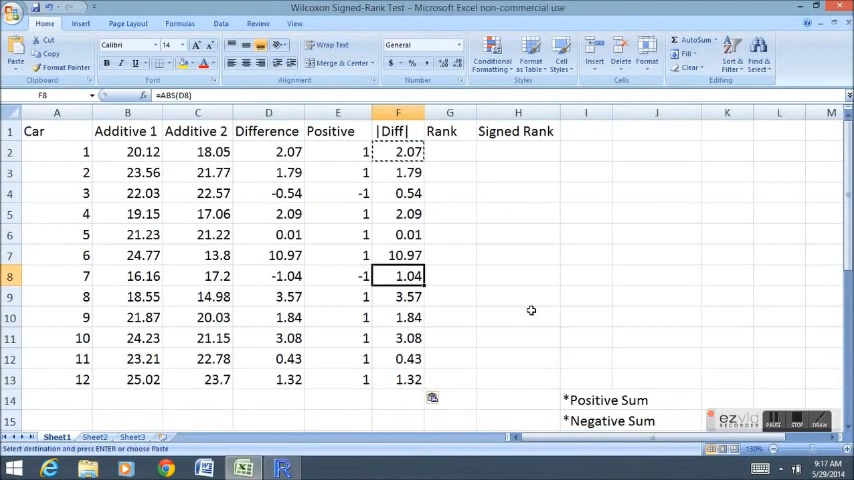 Wilcoxon Signed-Rank Test - Microsoft Excel non-commercial use
Home Insert Page Layout Formulas Data Review View
Cut
Copy
Format Painter
Paste
Clipboard
Calibri 14
B I U
Font
Wrap Text
Merge & Center
Alignment
General
$ % ,
Number
Conditional Formatting Format as Table Cell Styles
Styles
Insert Delete Format
Cells
AutoSum
Fill
Clear
Sort & Filter Find & Select
Editing
F8 =ABS(D8)
A B C D E F G H I J K L M
1 Car Additive 1 Additive 2 Difference Positive |Diff| Rank Signed Rank
2 1 20.12 18.05 2.07 1 2.07
3 2 23.56 21.77 1.79 1 1.79
4 3 22.03 22.57 -0.54 -1 0.54
5 4 19.15 17.06 2.09 1 2.09
6 5 21.23 21.22 0.01 1 0.01
7 6 24.77 13.8 10.97 1 10.97
8 7 16.16 17.2 -1.04 -1 1.04
9 8 18.55 14.98 3.57 1 3.57
10 9 21.87 20.03 1.84 1 1.84
11 10 24.23 21.15 3.08 1 3.08
12 11 23.21 22.78 0.43 1 0.43
13 12 25.02 23.7 1.32 1 1.32
14 *Positive Sum
15 *Negative Sum
ezvid
RECORDER
PAUSE STOP DRAW
Sheet1 Sheet2 Sheet3
Select destination and press ENTER or choose Paste
130%
9:17 AM
5/29/2014